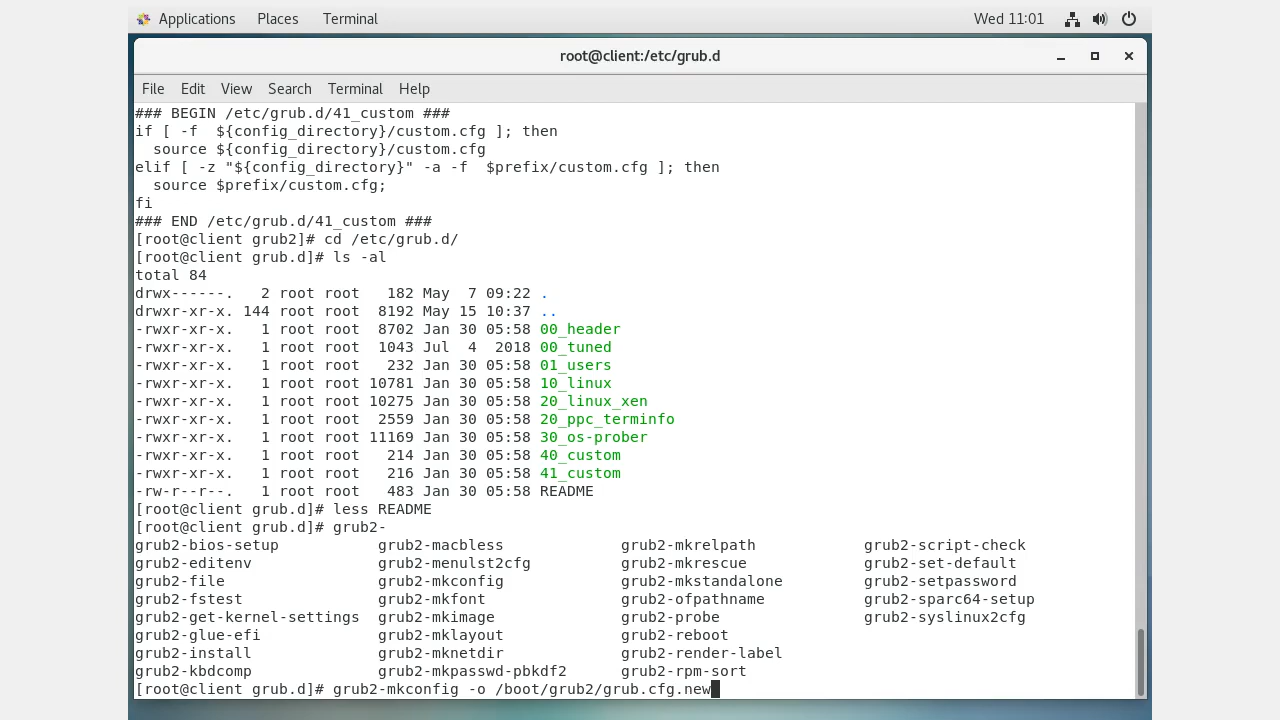 Applications Places Terminal Wed 11:01
root@client:/etc/grub.d
File Edit View Search Terminal Help
### BEGIN /etc/grub.d/41_custom ###
if [ -f  ${config_directory}/custom.cfg ]; then
  source ${config_directory}/custom.cfg
elif [ -z "${config_directory}" -a -f  $prefix/custom.cfg ]; then
  source $prefix/custom.cfg;
fi
### END /etc/grub.d/41_custom ###
[root@client grub2]# cd /etc/grub.d/
[root@client grub.d]# ls -al
total 84
drwx------.   2 root root   182 May  7 09:22 .
drwxr-xr-x. 144 root root  8192 May 15 10:37 ..
-rwxr-xr-x.   1 root root  8702 Jan 30 05:58 00_header
-rwxr-xr-x.   1 root root  1043 Jul  4  2018 00_tuned
-rwxr-xr-x.   1 root root   232 Jan 30 05:58 01_users
-rwxr-xr-x.   1 root root 10781 Jan 30 05:58 10_linux
-rwxr-xr-x.   1 root root 10275 Jan 30 05:58 20_linux_xen
-rwxr-xr-x.   1 root root  2559 Jan 30 05:58 20_ppc_terminfo
-rwxr-xr-x.   1 root root 11169 Jan 30 05:58 30_os-prober
-rwxr-xr-x.   1 root root   214 Jan 30 05:58 40_custom
-rwxr-xr-x.   1 root root   216 Jan 30 05:58 41_custom
-rw-r--r--.   1 root root   483 Jan 30 05:58 README
[root@client grub.d]# less README
[root@client grub.d]# grub2-
grub2-bios-setup           grub2-macbless             grub2-mkrelpath            grub2-script-check
grub2-editenv              grub2-menulst2cfg          grub2-mkrescue             grub2-set-default
grub2-file                 grub2-mkconfig             grub2-mkstandalone         grub2-setpassword
grub2-fstest               grub2-mkfont               grub2-ofpathname           grub2-sparc64-setup
grub2-get-kernel-settings  grub2-mkimage              grub2-probe                grub2-syslinux2cfg
grub2-glue-efi             grub2-mklayout             grub2-reboot
grub2-install              grub2-mknetdir             grub2-render-label
grub2-kbdcomp              grub2-mkpasswd-pbkdf2      grub2-rpm-sort
[root@client grub.d]# grub2-mkconfig -o /boot/grub2/grub.cfg.new